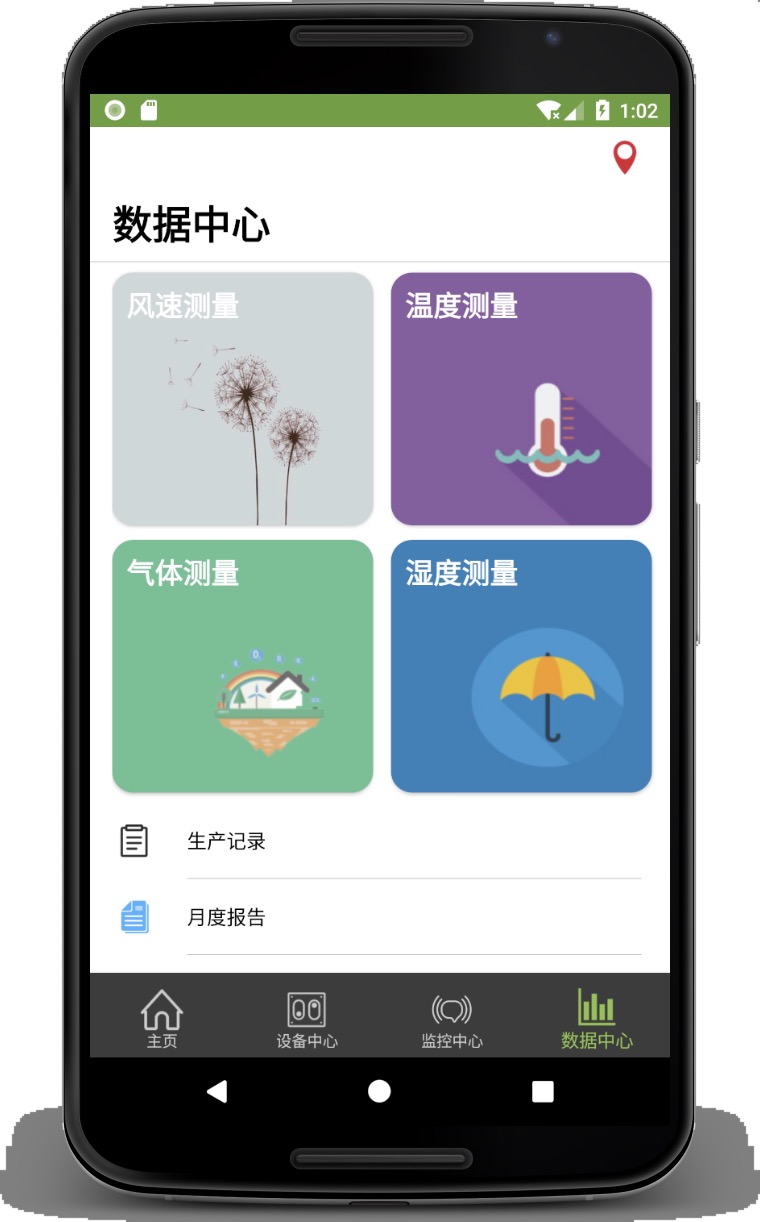 1:02
数据中心
风速测量
温度测量
气体测量
湿度测量
生产记录
月度报告
主页
设备中心
监控中心
数据中心